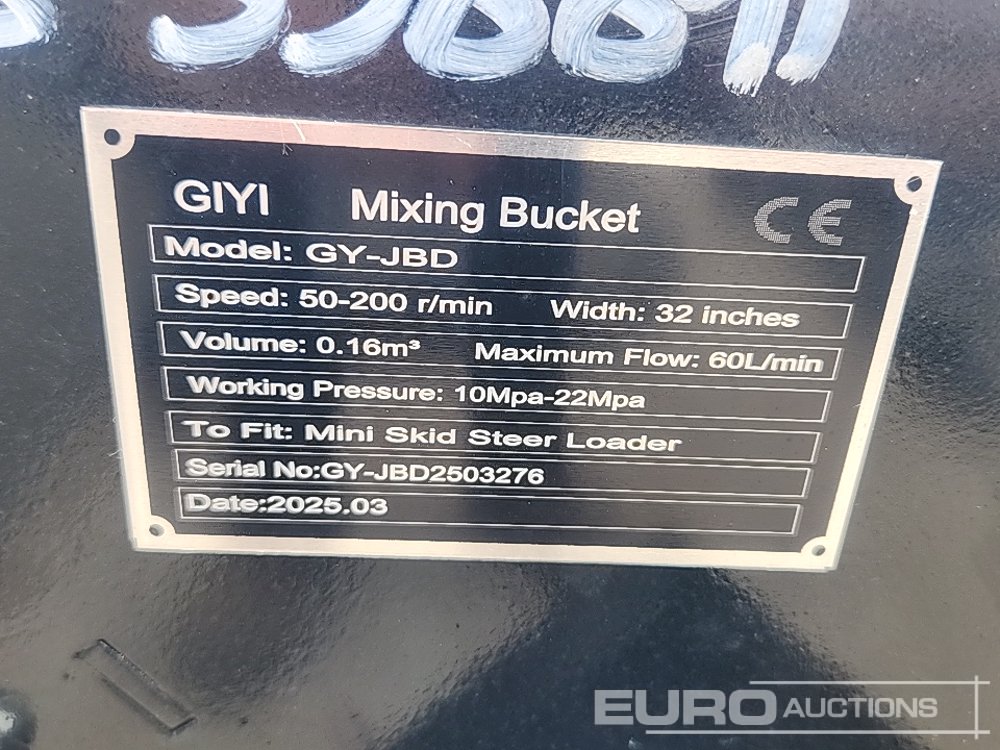 GIYI Mixing Bucket CE
Model: GY-JBD
Speed: 50-200 r/min Width: 32 inches
Volume: 0.16m³ Maximum Flow: 60L/min
Working Pressure: 10Mpa-22Mpa
To Fit: Mini Skid Steer Loader
Serial No:GY-JBD2503276
Date:2025.03
EURO AUCTIONS